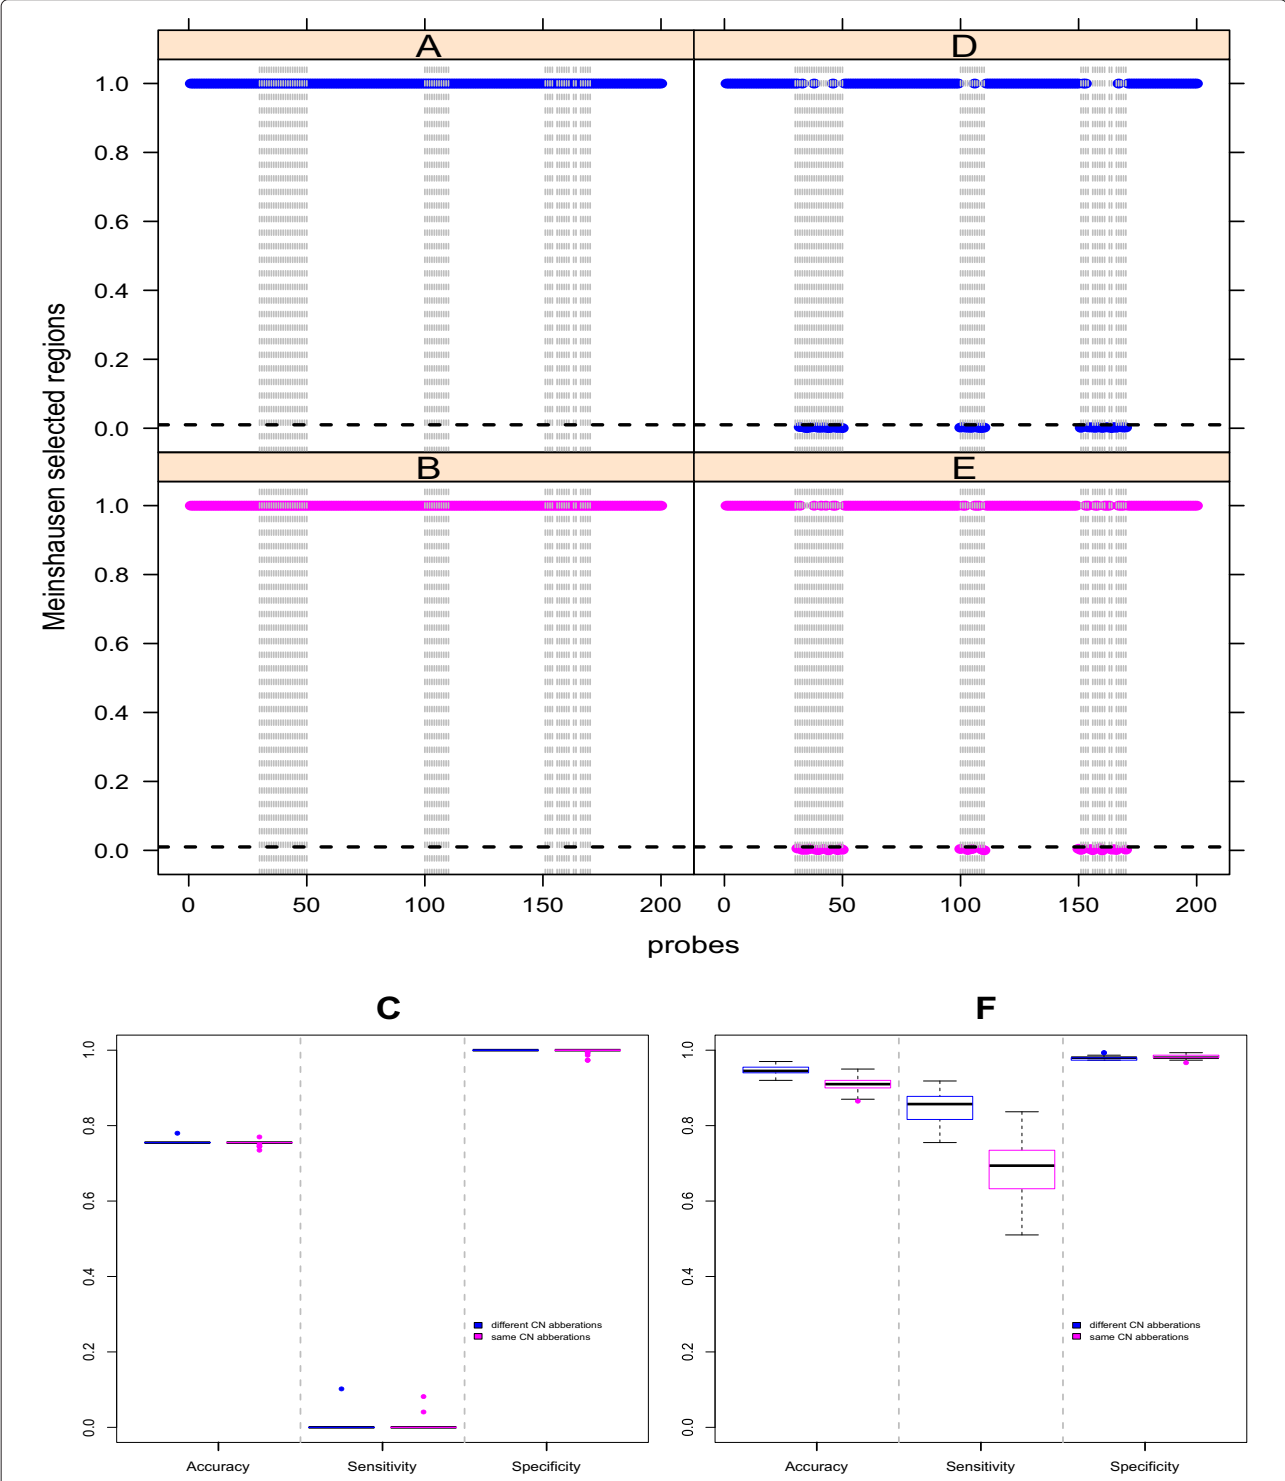 A D
1.0
0.8
0.6
0.4
0.2
0.0
Meinshausen selected regions
B E
1.0
0.8
0.6
0.4
0.2
0.0
0 50 100 150 200 0 50 100 150 200
probes
C
1.0
0.8
0.6
0.4
0.2
0.0
different CN abberations
same CN abberations
Accuracy Sensitivity Specificity
F
1.0
0.8
0.6
0.4
0.2
0.0
different CN abberations
same CN abberations
Accuracy Sensitivity Specificity